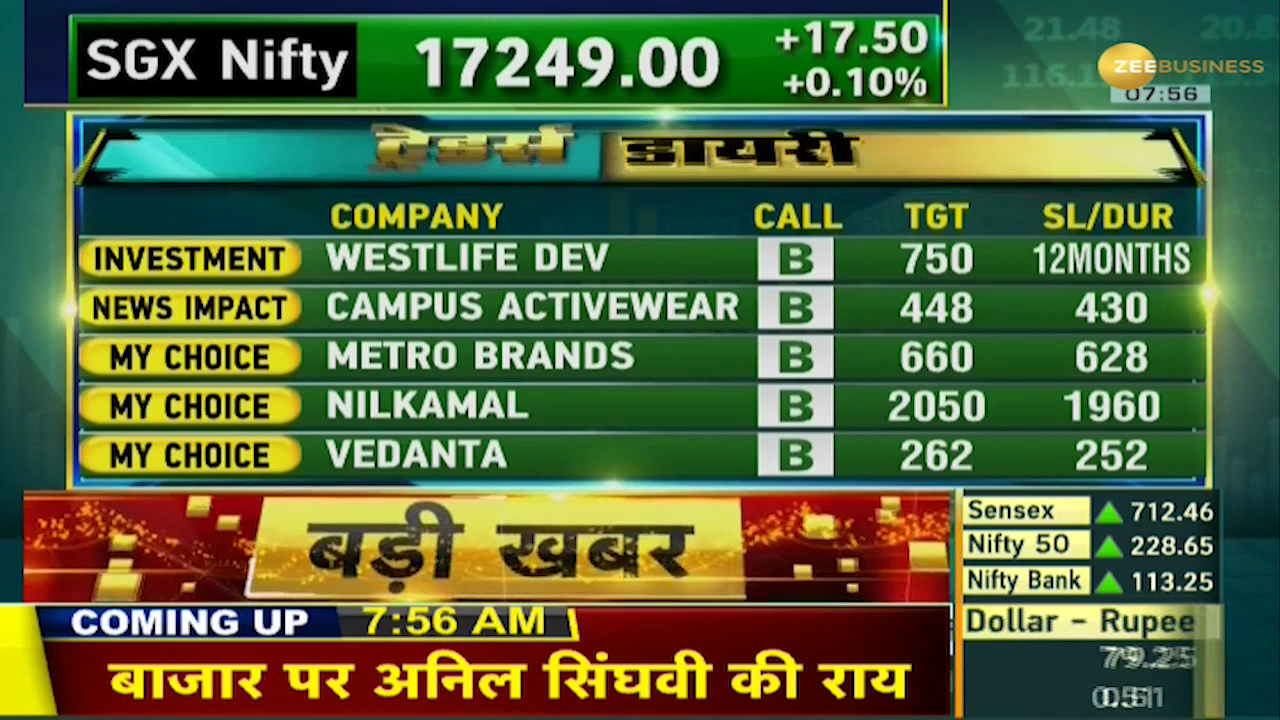 SGX Nifty 17249.00 +17.50
+0.10%
ZEEBUSINESS
07:56
ट्रेडर्स डायरी
COMPANY CALL TGT SL/DUR
INVESTMENT WESTLIFE DEV B 750 12MONTHS
NEWS IMPACT CAMPUS ACTIVEWEAR B 448 430
MY CHOICE METRO BRANDS B 660 628
MY CHOICE NILKAMAL B 2050 1960
MY CHOICE VEDANTA B 262 252
बड़ी खबर
COMING UP 7:56 AM
बाजार पर अनिल सिंघवी की राय
Sensex ▲ 712.46
Nifty 50 ▲ 228.65
Nifty Bank ▲ 113.25
Dollar - Rupee